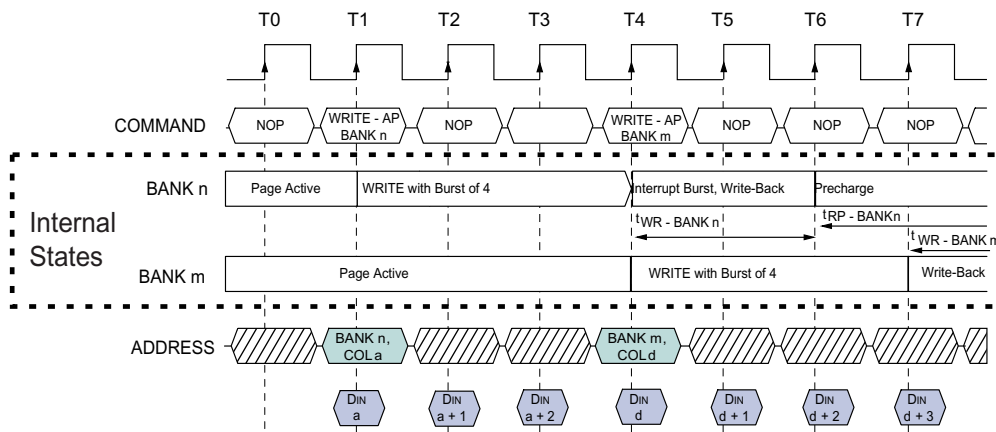 T0 T1 T2 T3 T4 T5 T6 T7
COMMAND NOP WRITE - AP BANK n NOP WRITE - AP BANK m NOP NOP NOP
Internal States
BANK n Page Active WRITE with Burst of 4 Interrupt Burst, Write-Back Precharge
tWR - BANK n tRP - BANK n
tWR - BANK m
BANK m Page Active WRITE with Burst of 4 Write-Back
ADDRESS BANK n, COL a BANK m, COL d
DIN a DIN a + 1 DIN a + 2 DIN d DIN d + 1 DIN d + 2 DIN d + 3